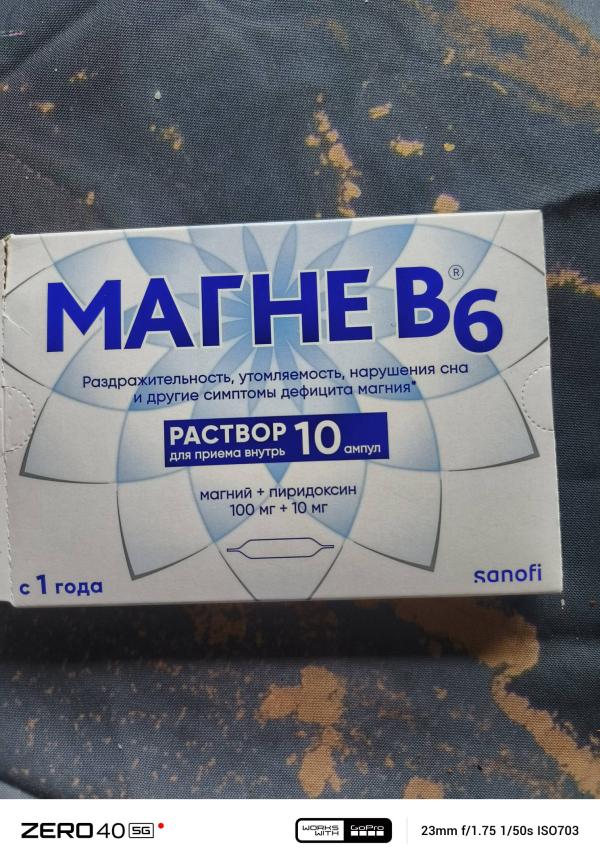 МАГНЕ B6®
Раздражительность, утомляемость, нарушения сна
и другие симптомы дефицита магния*
РАСТВОР
для приема внутрь
10 ампул
магний + пиридоксин
100 мг + 10 мг
с 1 года
sanofi
ZERO 40 5G
WORKS WITH GoPro
23mm f/1.75 1/50s ISO703